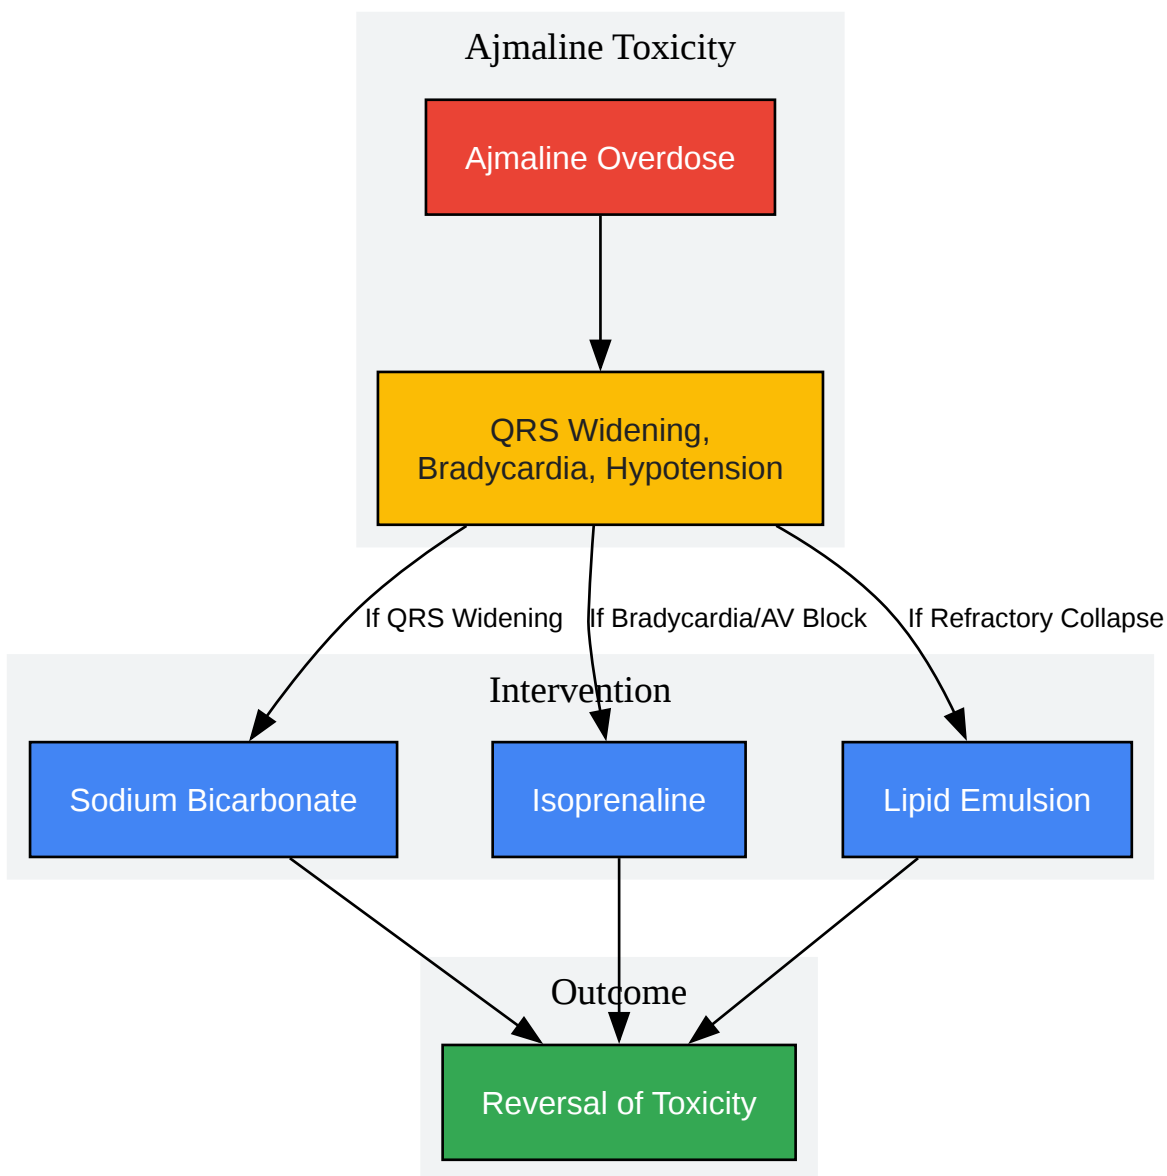 Ajmaline Toxicity
Ajmaline Overdose
QRS Widening,
Bradycardia, Hypotension
If QRS Widening
If Bradycardia/AV Block
If Refractory Collapse
Intervention
Sodium Bicarbonate
Isoprenaline
Lipid Emulsion
Outcome
Reversal of Toxicity